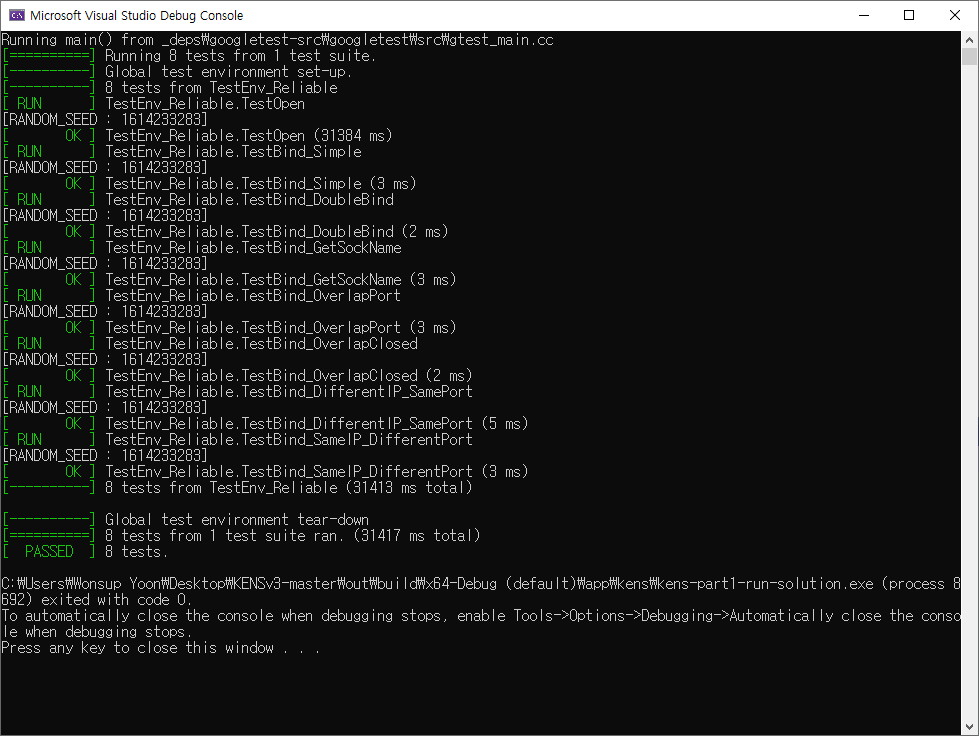 Microsoft Visual Studio Debug Console
Running main() from _deps₩googletest-src₩googletest₩src₩gtest_main.cc
[==========] Running 8 tests from 1 test suite.
[----------] Global test environment set-up.
[----------] 8 tests from TestEnv_Reliable
[ RUN      ] TestEnv_Reliable.TestOpen
[RANDOM_SEED : 1614233283]
[       OK ] TestEnv_Reliable.TestOpen (31384 ms)
[ RUN      ] TestEnv_Reliable.TestBind_Simple
[RANDOM_SEED : 1614233283]
[       OK ] TestEnv_Reliable.TestBind_Simple (3 ms)
[ RUN      ] TestEnv_Reliable.TestBind_DoubleBind
[RANDOM_SEED : 1614233283]
[       OK ] TestEnv_Reliable.TestBind_DoubleBind (2 ms)
[ RUN      ] TestEnv_Reliable.TestBind_GetSockName
[RANDOM_SEED : 1614233283]
[       OK ] TestEnv_Reliable.TestBind_GetSockName (3 ms)
[ RUN      ] TestEnv_Reliable.TestBind_OverlapPort
[RANDOM_SEED : 1614233283]
[       OK ] TestEnv_Reliable.TestBind_OverlapPort (3 ms)
[ RUN      ] TestEnv_Reliable.TestBind_OverlapClosed
[RANDOM_SEED : 1614233283]
[       OK ] TestEnv_Reliable.TestBind_OverlapClosed (2 ms)
[ RUN      ] TestEnv_Reliable.TestBind_DifferentIP_SamePort
[RANDOM_SEED : 1614233283]
[       OK ] TestEnv_Reliable.TestBind_DifferentIP_SamePort (5 ms)
[ RUN      ] TestEnv_Reliable.TestBind_SameIP_DifferentPort
[RANDOM_SEED : 1614233283]
[       OK ] TestEnv_Reliable.TestBind_SameIP_DifferentPort (3 ms)
[----------] 8 tests from TestEnv_Reliable (31413 ms total)
[----------] Global test environment tear-down
[==========] 8 tests from 1 test suite ran. (31417 ms total)
[  PASSED  ] 8 tests.
C:₩Users₩Wonsup Yoon₩Desktop₩KENSv3-master₩out₩build₩x64-Debug (default)₩app₩kens₩kens-part1-run-solution.exe (process 8
692) exited with code 0.
To automatically close the console when debugging stops, enable Tools->Options->Debugging->Automatically close the conso
le when debugging stops.
Press any key to close this window . . .